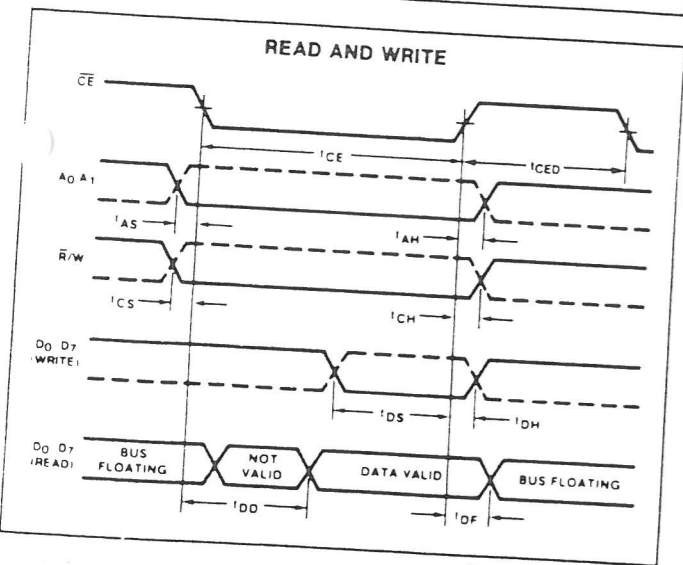 READ AND WRITE
CE
tCE
tCED
A0 A1
tAS
tAH
R/W
tCS
tCH
D0 D7
(WRITE)
tDS
tDH
D0 D7
(READ)
BUS
FLOATING
NOT
VALID
DATA VALID
BUS FLOATING
tDD
tDF